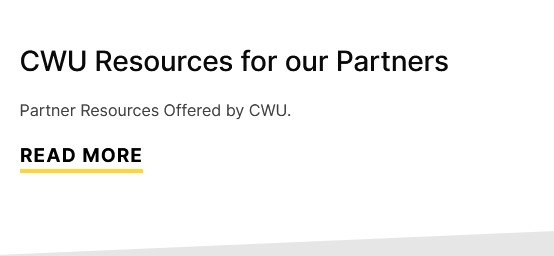 CWU Resources for our Partners
Partner Resources Offered by CWU.
READ MORE